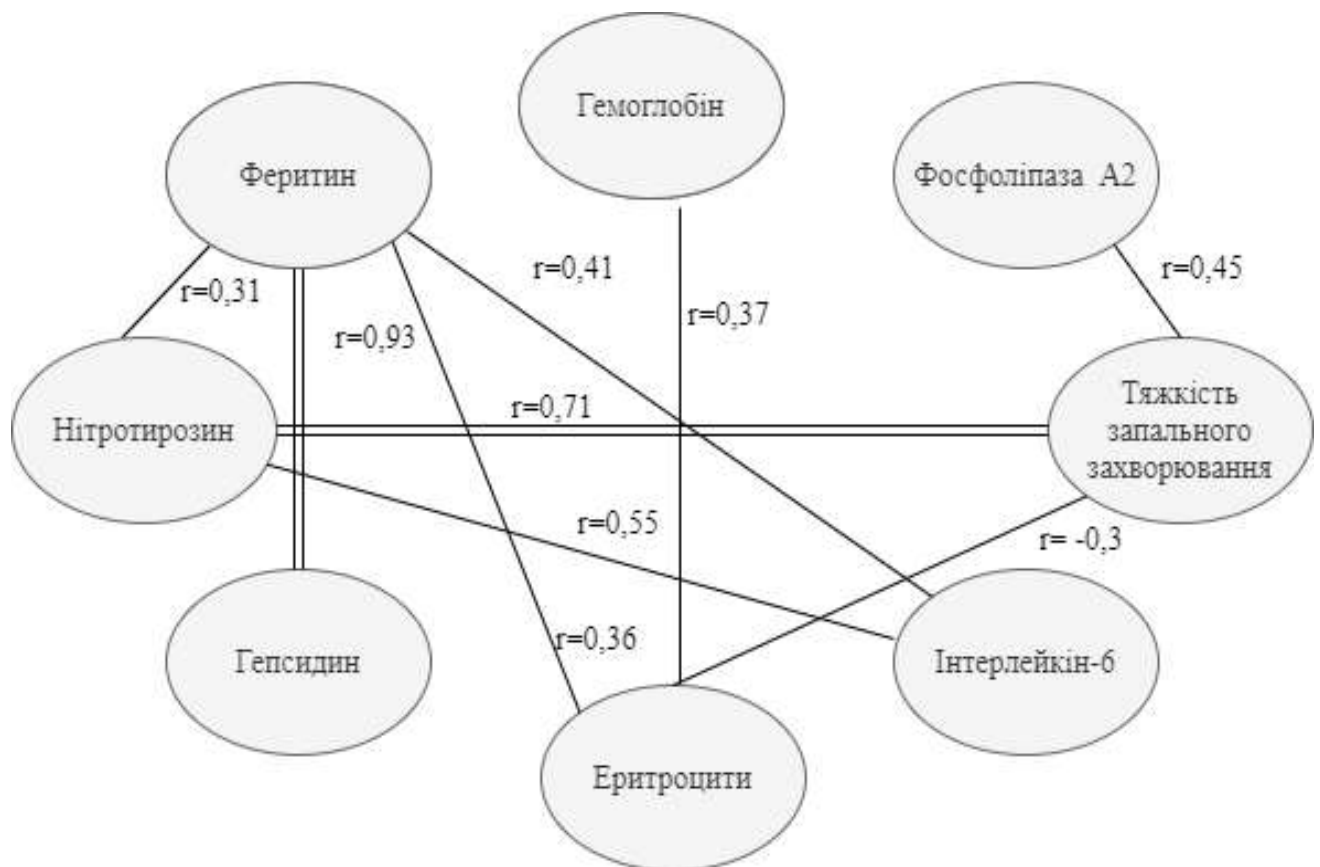 Гемоглобін
Феритин
Фосфоліпаза А2
r=0,41
r=0,45
r=0,31
r=0,37
r=0,93
Тяжкість
запального
захворювання
r=0,71
Нітротирозин
r=0,55
r= -0,3
r=0,36
Гепсидин
Інтерлейкін-6
Еритроцити